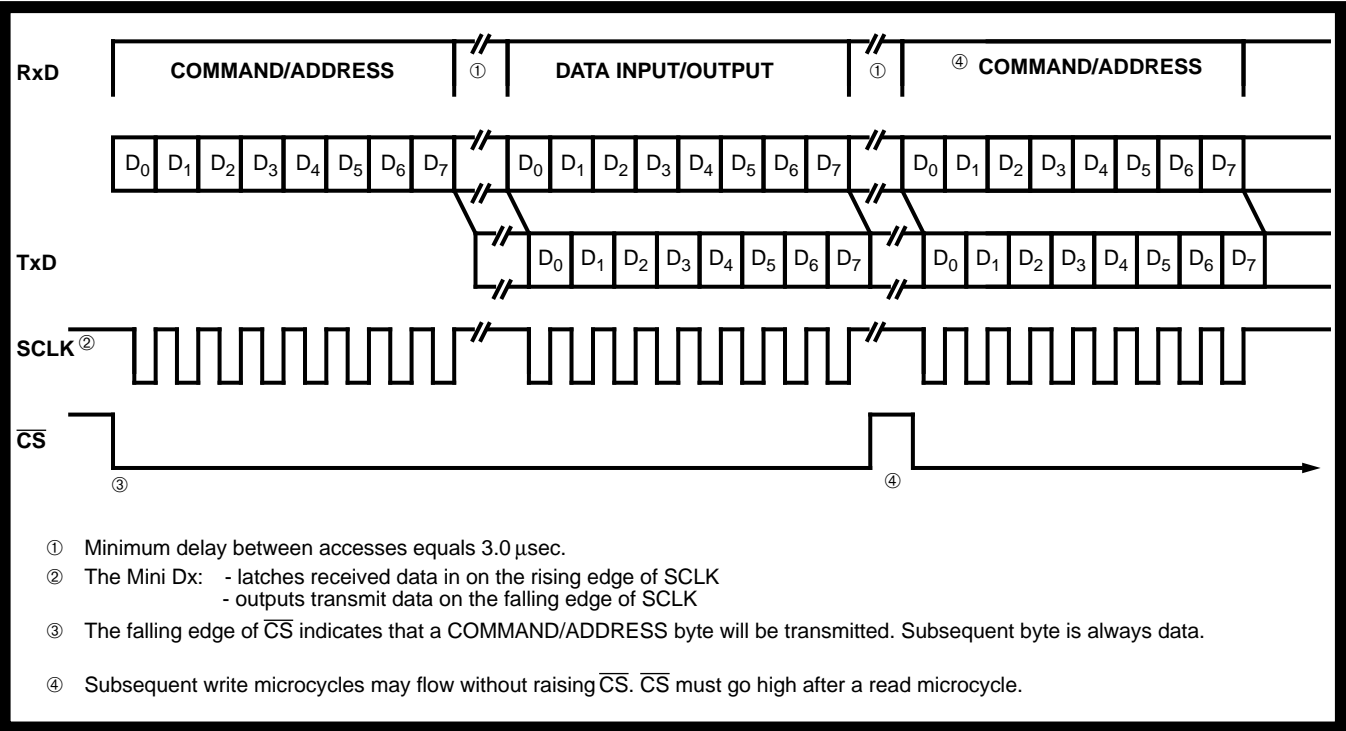 RxD COMMAND/ADDRESS ① DATA INPUT/OUTPUT ① ④ COMMAND/ADDRESS
D0 D1 D2 D3 D4 D5 D6 D7 D0 D1 D2 D3 D4 D5 D6 D7 D0 D1 D2 D3 D4 D5 D6 D7
TxD D0 D1 D2 D3 D4 D5 D6 D7 D0 D1 D2 D3 D4 D5 D6 D7
SCLK ②
C̅S̅
③ ④
① Minimum delay between accesses equals 3.0 µsec.
② The Mini Dx: - latches received data in on the rising edge of SCLK
- outputs transmit data on the falling edge of SCLK
③ The falling edge of C̅S̅ indicates that a COMMAND/ADDRESS byte will be transmitted. Subsequent byte is always data.
④ Subsequent write microcycles may flow without raising C̅S̅. C̅S̅ must go high after a read microcycle.